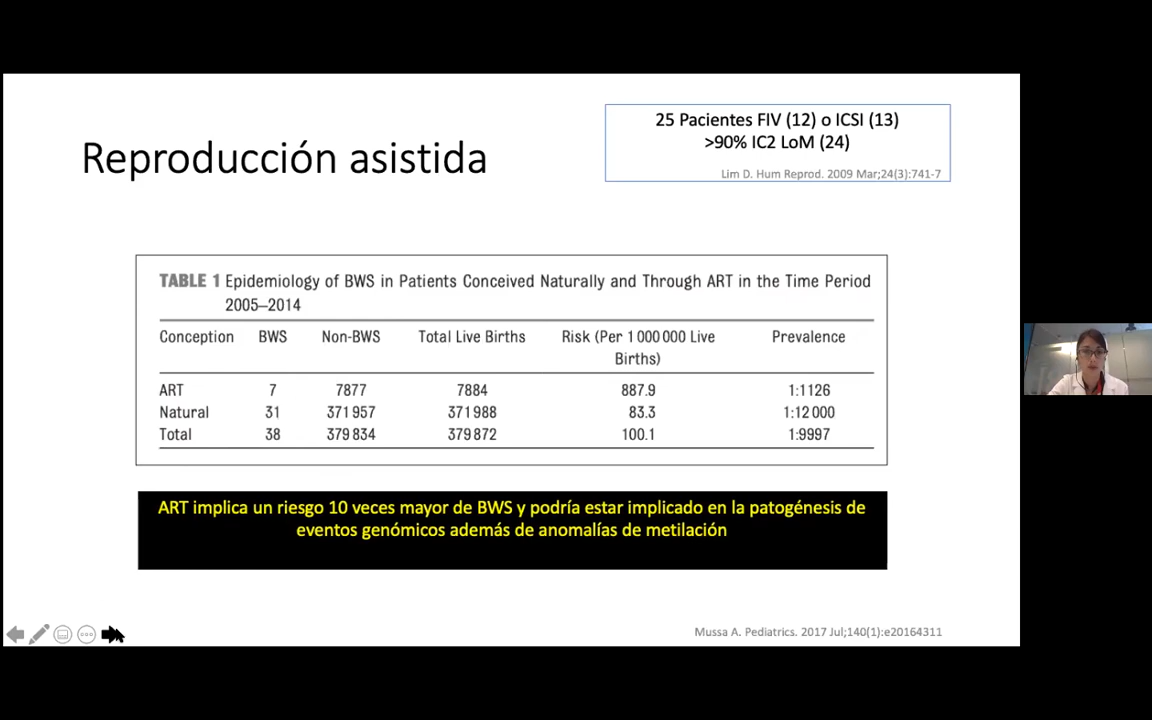 25 Pacientes FIV (12) o ICSI (13)
>90% IC2 LoM (24)
Lim D. Hum Reprod. 2009 Mar;24(3):741-7
Reproducción asistida
TABLE 1 Epidemiology of BWS in Patients Conceived Naturally and Through ART in the Time Period
2005–2014
Conception BWS Non-BWS Total Live Births Risk (Per 1 000 000 Live
Births) Prevalence
ART 7 7877 7884 887.9 1:1126
Natural 31 371 957 371 988 83.3 1:12 000
Total 38 379 834 379 872 100.1 1:9997
ART implica un riesgo 10 veces mayor de BWS y podría estar implicado en la patogénesis de
eventos genómicos además de anomalías de metilación
Mussa A. Pediatrics. 2017 Jul;140(1):e20164311